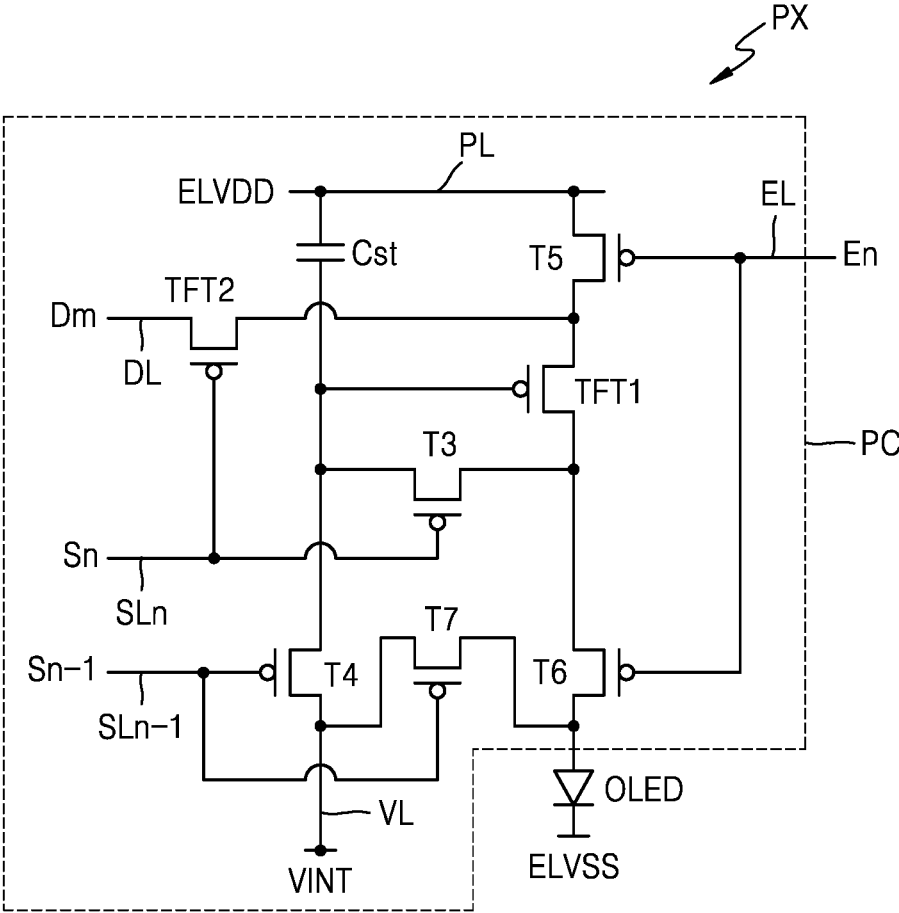 PX
PL
ELVDD
EL
Cst
T5
En
TFT2
Dm
DL
TFT1
T3
PC
Sn
SLn
T7
Sn-1
T4
T6
SLn-1
OLED
VL
VINT
ELVSS